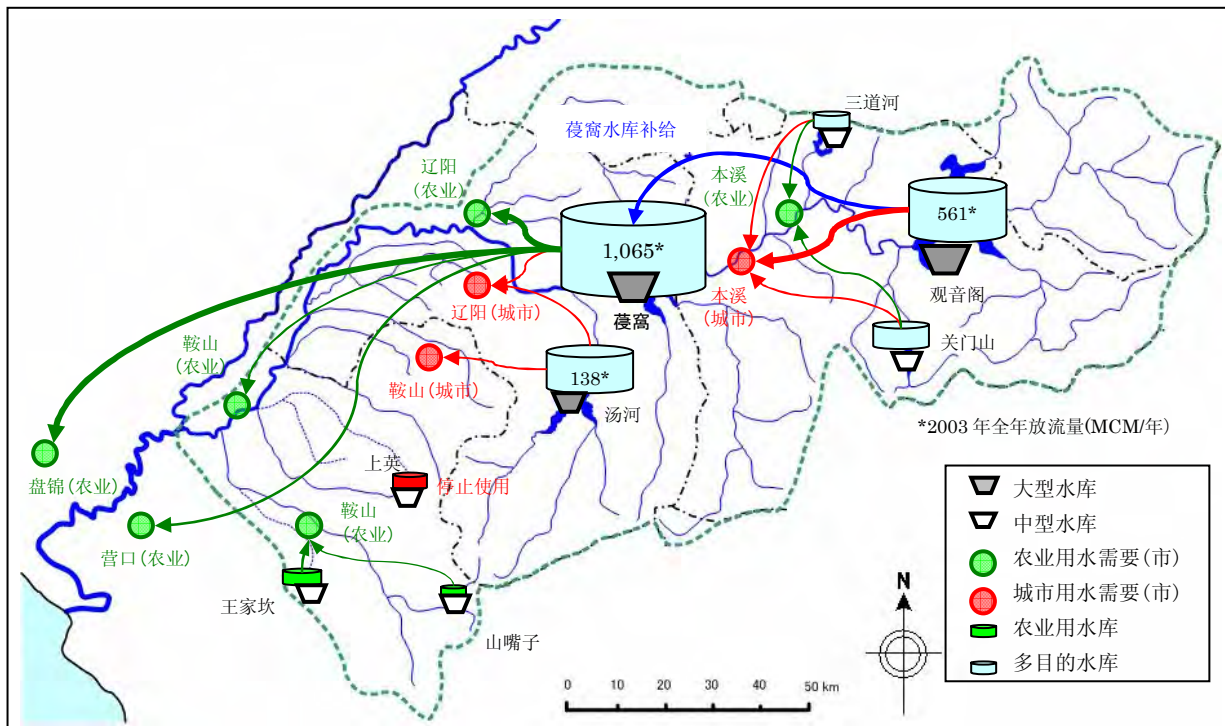 三道河
葠窩水库补给
辽阳
(农业)
本溪
(农业)
561*
1,065*
观音阁
辽阳(城市)
葠窩
本溪
(城市)
鞍山
(农业)
关门山
鞍山(城市)
138*
汤河
*2003 年全年放流量(MCM/年)
上英
停止使用
盘锦(农业)
鞍山
(农业)
营口(农业)
王家坎
山嘴子
大型水库
中型水库
农业用水需要(市)
城市用水需要(市)
农业用水库
多目的水库
N
0 10 20 30 40 50 km